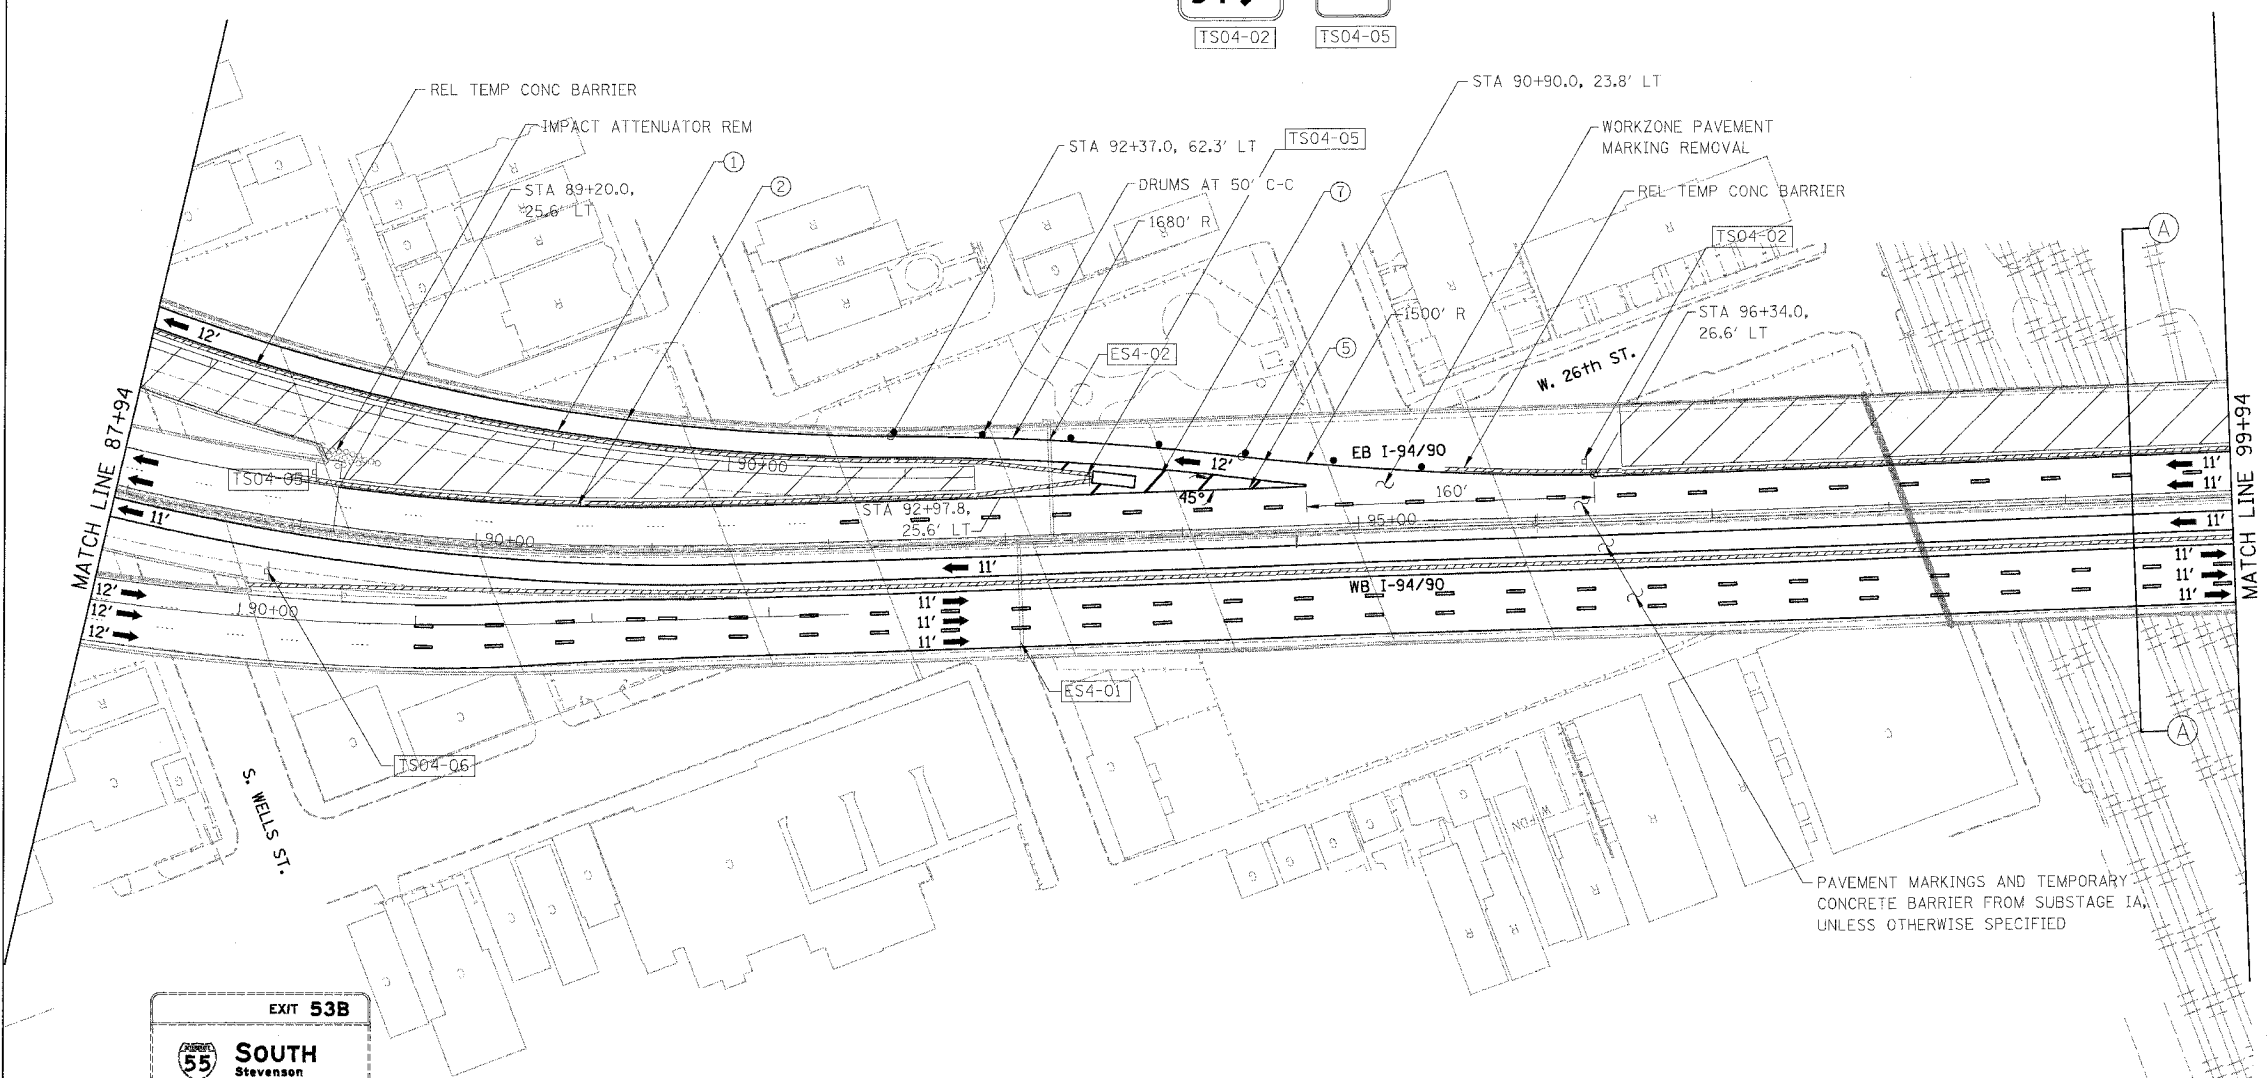 TS04-02
TS04-05
REL TEMP CONC BARRIER
IMPACT ATTENUATOR REM
STA 89+20.0,
25.6' LT
1
2
STA 92+37.0, 62.3' LT
TS04-05
DRUMS AT 50' C-C
1680' R
7
STA 90+90.0, 23.8' LT
WORKZONE PAVEMENT
MARKING REMOVAL
REL TEMP CONC BARRIER
TS04-02
STA 96+34.0,
26.6' LT
A
1500' R
5
ES4-02
W. 26th ST.
MATCH LINE 87+94
MATCH LINE 99+94
12'
90+00
TS04-05
EB I-94/90
12'
45°
160'
STA 92+97.8,
25.6' LT
90+00
95+00
11'
11'
11'
11'
11'
WB I-94/90
11'
11'
11'
12'
12'
12'
90+00
11'
11'
11'
ES4-01
TS04-06
S. WELLS ST.
A
PAVEMENT MARKINGS AND TEMPORARY
CONCRETE BARRIER FROM SUBSTAGE IA,
UNLESS OTHERWISE SPECIFIED
EXIT 53B
INTERSTATE
55
SOUTH
Stevenson